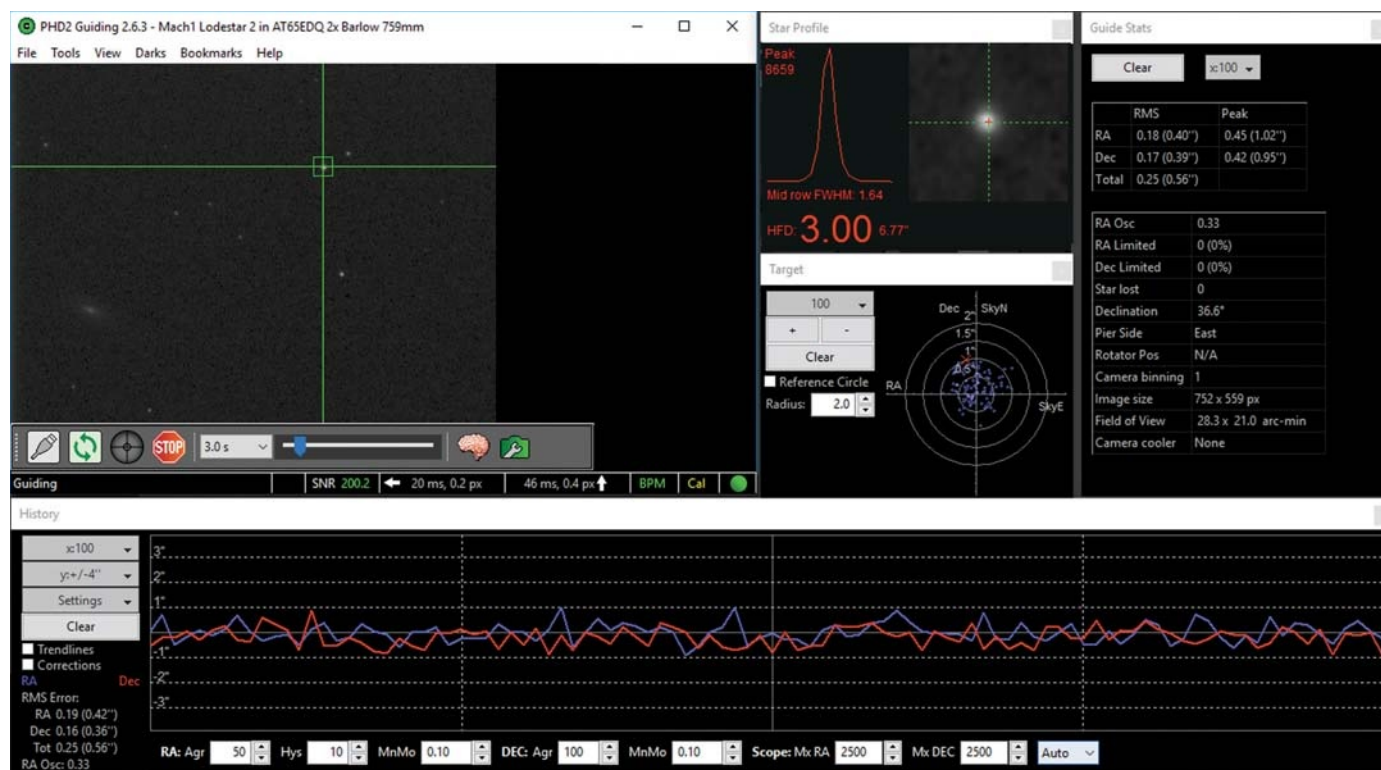 PHD2 Guiding 2.6.3 - Mach1 Lodestar 2 in AT65EDQ 2x Barlow 759mm
File Tools View Darks Bookmarks Help
STOP
3.0 s
Guiding
SNR 200.2
20 ms, 0.2 px
46 ms, 0.4 px
BPM
Cal
Star Profile
Peak
8659
Mid row FWHM: 1.64
HFD: 3.00 6.77"
Target
100
+ -
Clear
Reference Circle
Radius: 2.0
Dec SkyN
2"
1.5"
1"
0.5"
RA
SkyE
Guide Stats
Clear x:100
RMS Peak
RA 0.18 (0.40") 0.45 (1.02")
Dec 0.17 (0.39") 0.42 (0.95")
Total 0.25 (0.56")
RA Osc 0.33
RA Limited 0 (0%)
Dec Limited 0 (0%)
Star lost 0
Declination 36.6°
Pier Side East
Rotator Pos N/A
Camera binning 1
Image size 752 x 559 px
Field of View 28.3 x 21.0 arc-min
Camera cooler None
History
x:100
y:+/-4"
Settings
Clear
Trendlines
Corrections
RA Dec
RMS Error:
RA 0.19 (0.42")
Dec 0.16 (0.36")
Tot 0.25 (0.56")
RA Osc: 0.33
3"
2"
1"
-1"
-2"
-3"
RA: Agr 50 Hys 10 MnMo 0.10 DEC: Agr 100 MnMo 0.10 Scope: Mx RA 2500 Mx DEC 2500 Auto